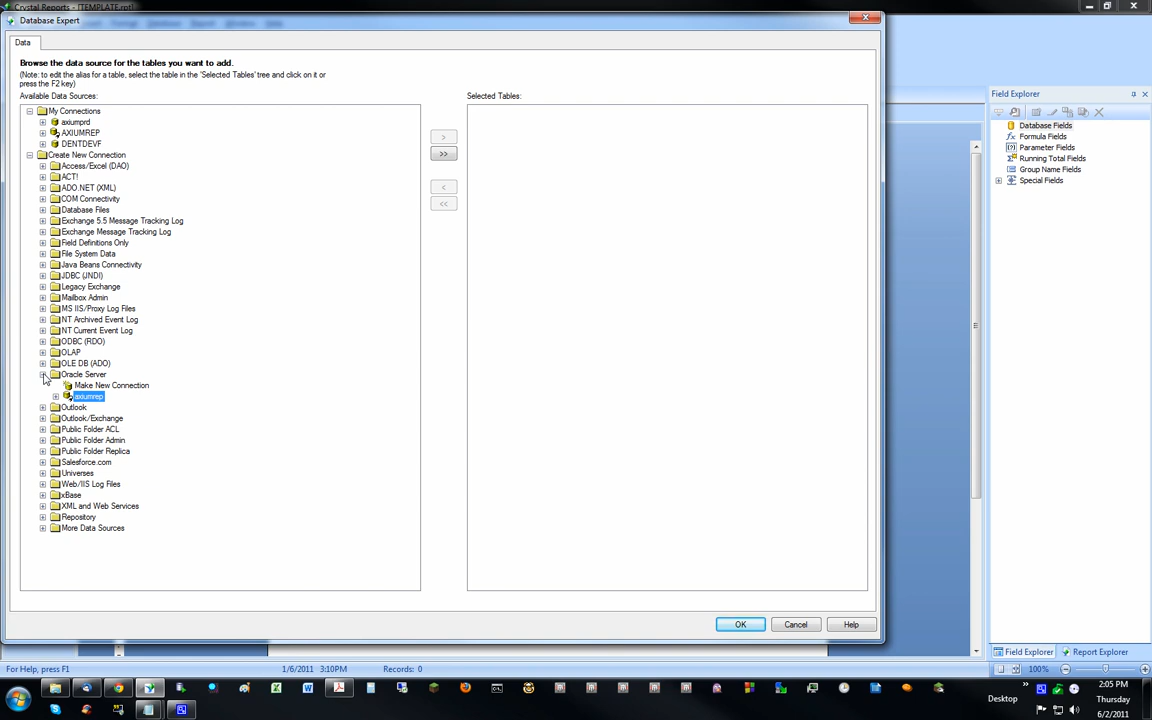 Crystal Reports - [TEMPLATE.rpt]
Database Expert
Data
Browse the data source for the tables you want to add.
(Note: to edit the alias for a table, select the table in the 'Selected Tables' tree and click on it or
press the F2 key)
Available Data Sources:
Selected Tables:
My Connections
axiumprd
AXIUMREP
DENTDEVF
Create New Connection
Access/Excel (DAO)
ACT!
ADO.NET (XML)
COM Connectivity
Database Files
Exchange 5.5 Message Tracking Log
Exchange Message Tracking Log
Field Definitions Only
File System Data
Java Beans Connectivity
JDBC (JNDI)
Legacy Exchange
Mailbox Admin
MS IIS/Proxy Log Files
NT Archived Event Log
NT Current Event Log
ODBC (RDO)
OLAP
OLE DB (ADO)
Oracle Server
Make New Connection
axiumrep
Outlook
Outlook/Exchange
Public Folder ACL
Public Folder Admin
Public Folder Replica
Salesforce.com
Universes
Web/IIS Log Files
xBase
XML and Web Services
Repository
More Data Sources
>
>>
<
<<
OK
Cancel
Help
Field Explorer
Database Fields
Formula Fields
Parameter Fields
Running Total Fields
Group Name Fields
Special Fields
Field Explorer
Report Explorer
For Help, press F1
1/6/2011 3:10PM
Records: 0
100%
Desktop
2:05 PM
Thursday
6/2/2011